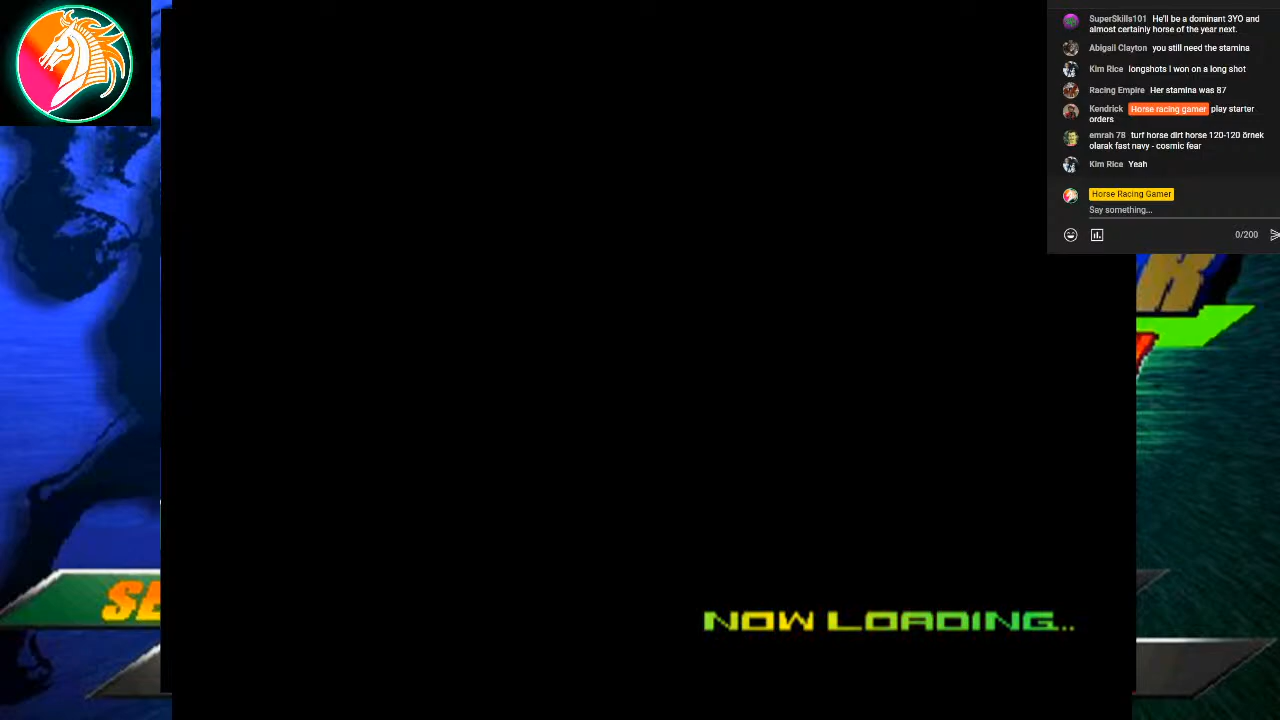 SuperSkills101 He'll be a dominant 3YO and
almost certainly horse of the year next.
Abigail Clayton you still need the stamina
Kim Rice longshots I won on a long shot
Racing Empire Her stamina was 87
Kendrick Horse racing gamer play starter
orders
emrah 78 turf horse dirt horse 120-120 örnek
olarak fast navy - cosmic fear
Kim Rice Yeah
Horse Racing Gamer
Say something...
0/200
SE
NOW LOADING..